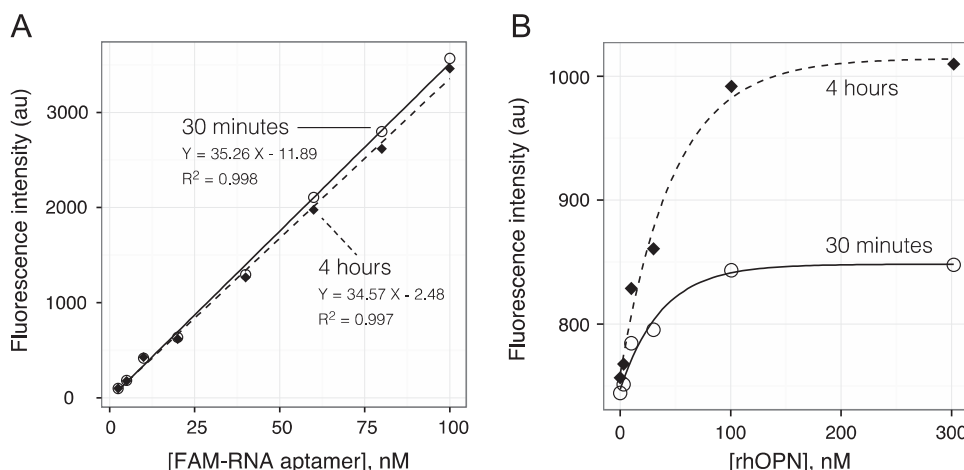 A
Fluorescence intensity (au)
3000
2000
1000
0
30 minutes
Y = 35.26 X - 11.89
R² = 0.998
4 hours
Y = 34.57 X - 2.48
R² = 0.997
0 25 50 75 100
[FAM-RNA aptamer], nM
B
Fluorescence intensity (au)
1000
900
800
700
4 hours
30 minutes
0 100 200 300
[rhOPN], nM